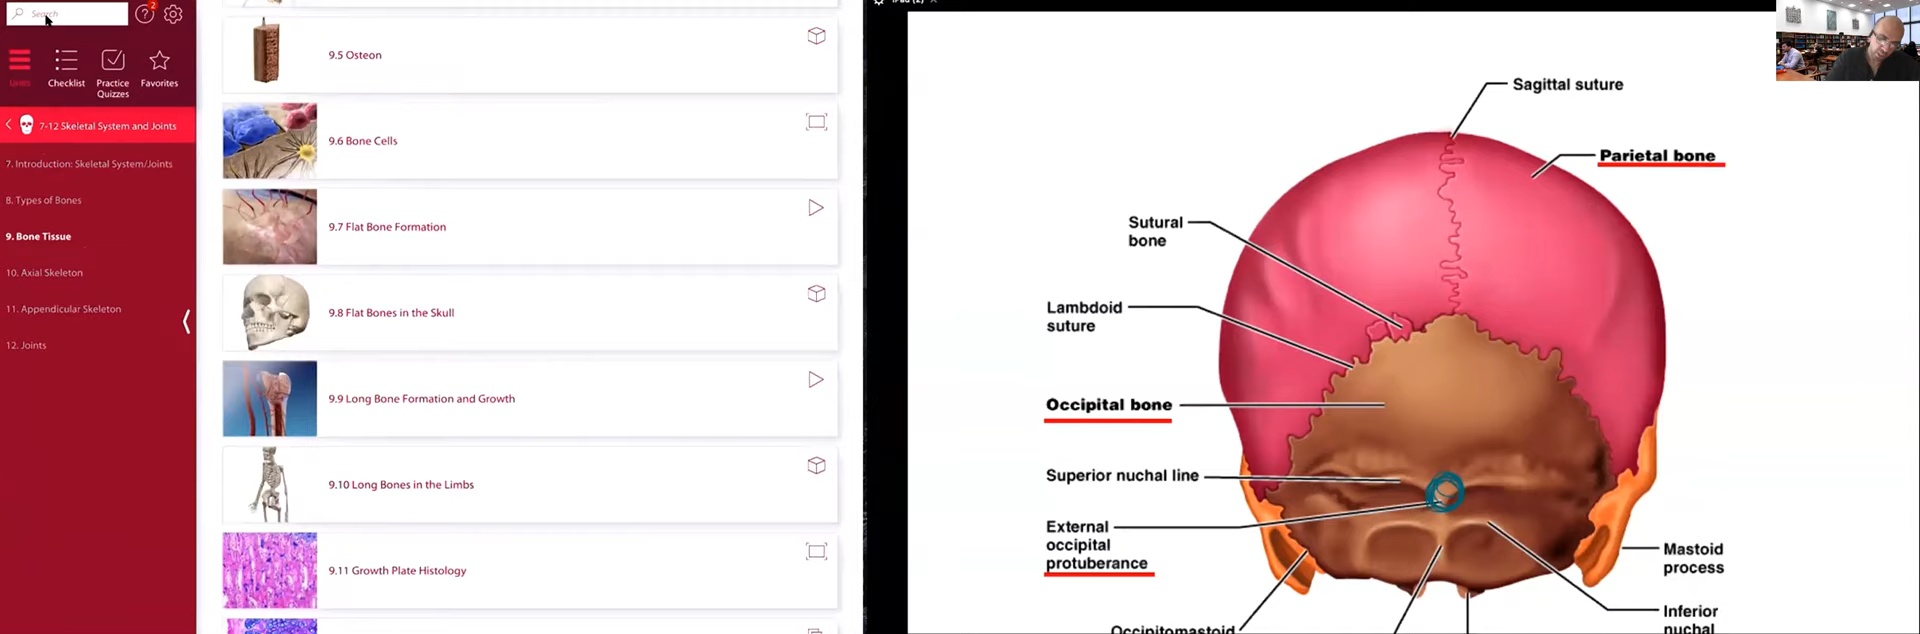 Search
2
Units
Checklist
Practice
Quizzes
Favorites
7-12 Skeletal System and Joints
7. Introduction: Skeletal System/Joints
8. Types of Bones
9. Bone Tissue
10. Axial Skeleton
11. Appendicular Skeleton
12. Joints
9.5 Osteon
9.6 Bone Cells
9.7 Flat Bone Formation
9.8 Flat Bones in the Skull
9.9 Long Bone Formation and Growth
9.10 Long Bones in the Limbs
9.11 Growth Plate Histology
iPad (2)
Sagittal suture
Parietal bone
Sutural
bone
Lambdoid
suture
Occipital bone
Superior nuchal line
External
occipital
protuberance
Mastoid
process
Inferior
nuchal
Occipitomastoid